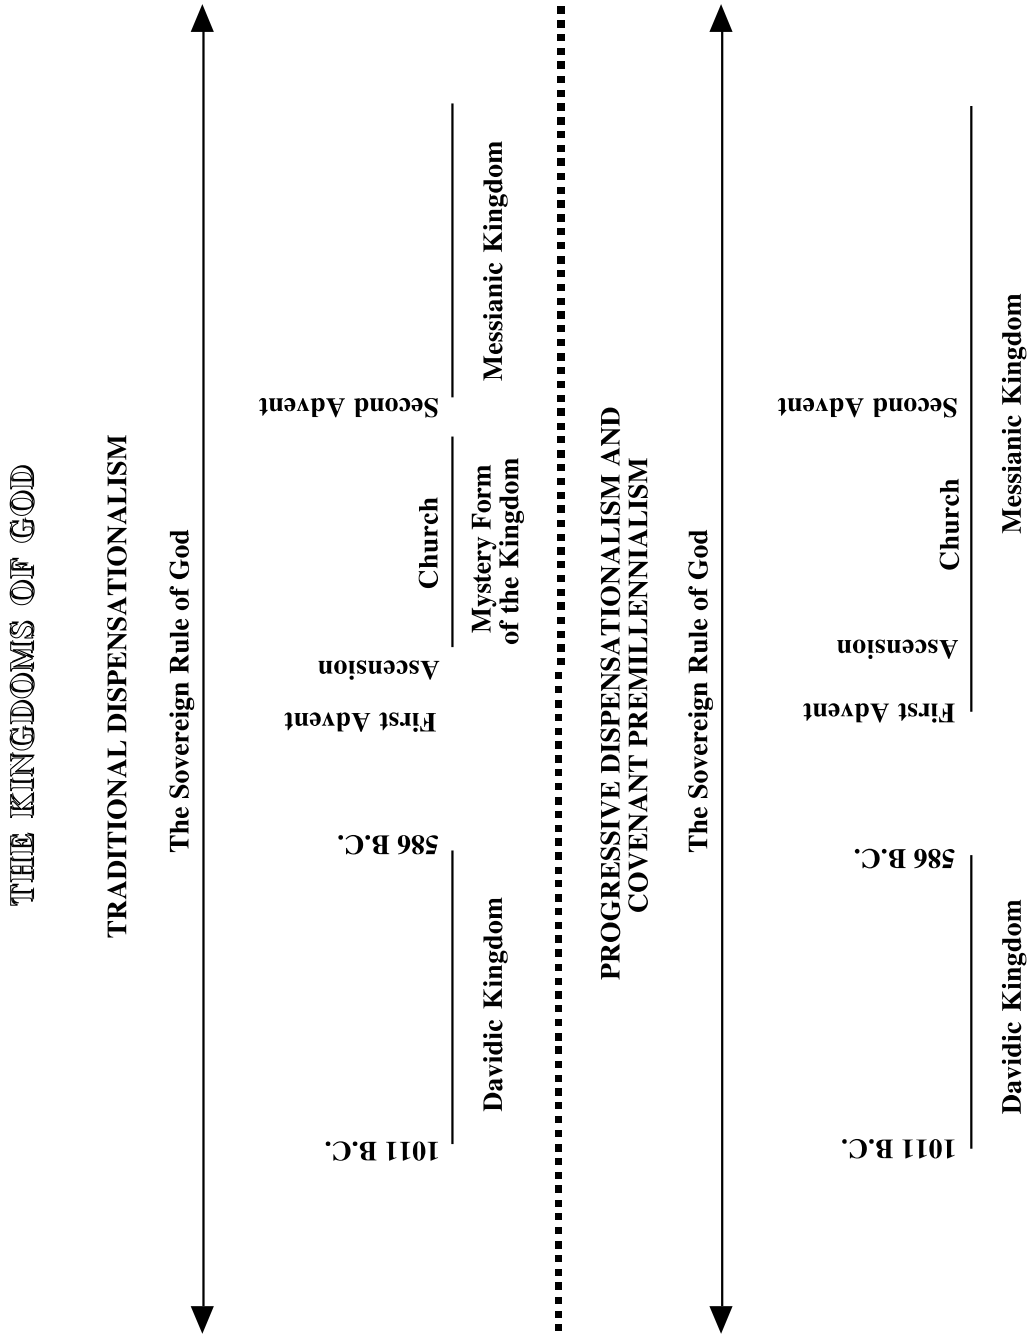 THE KINGDOMS OF GOD
TRADITIONAL DISPENSATIONALISM
The Sovereign Rule of God
1011 B.C.
586 B.C.
First Advent
Ascension
Church
Second Advent
Davidic Kingdom
Mystery Form
of the Kingdom
Messianic Kingdom
PROGRESSIVE DISPENSATIONALISM AND
COVENANT PREMILLENNIALISM
The Sovereign Rule of God
1011 B.C.
586 B.C.
First Advent
Ascension
Church
Second Advent
Davidic Kingdom
Messianic Kingdom